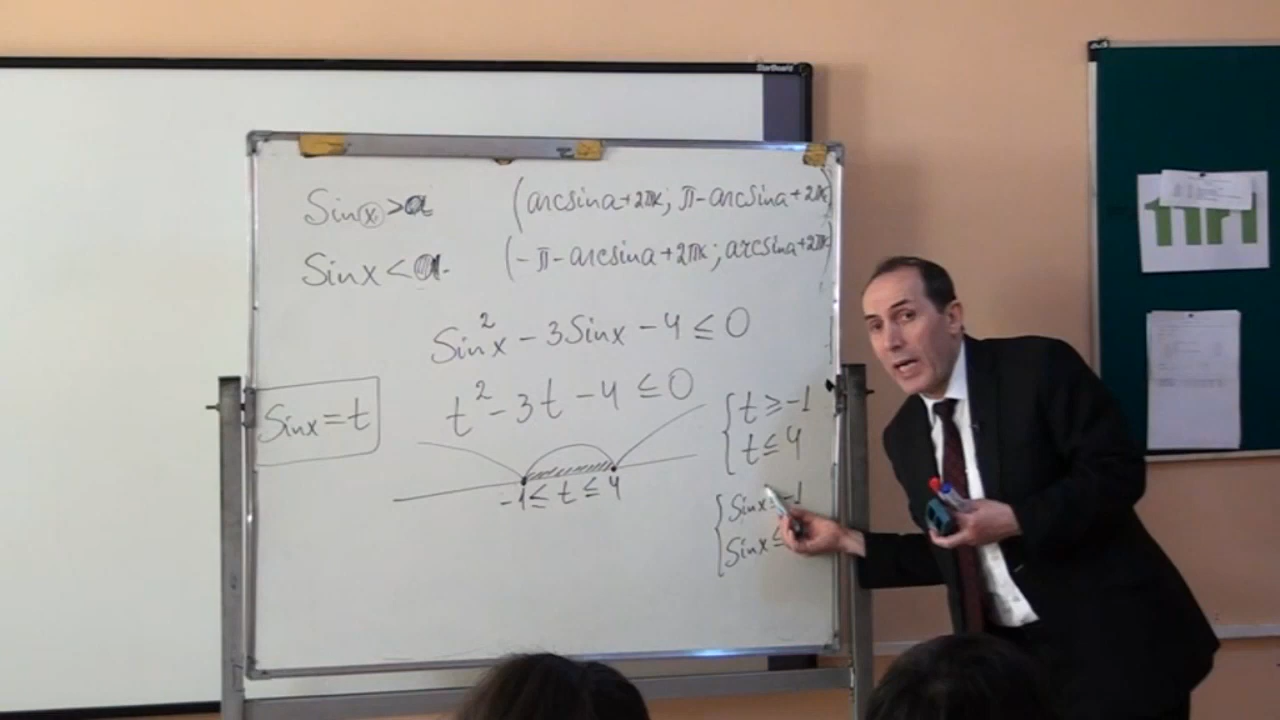 StarBoard
Sinx>a (arcsina+2πk; π-arcsina+2πk)
Sinx<a (-π-arcsina+2πk; arcsina+2πk)
Sin²x - 3Sinx - 4 ≤ 0
Sinx = t
t² - 3t - 4 ≤ 0
-1 ≤ t ≤ 4
t ≥ -1
t ≤ 4
Sinx ≥ -1
Sinx ≤